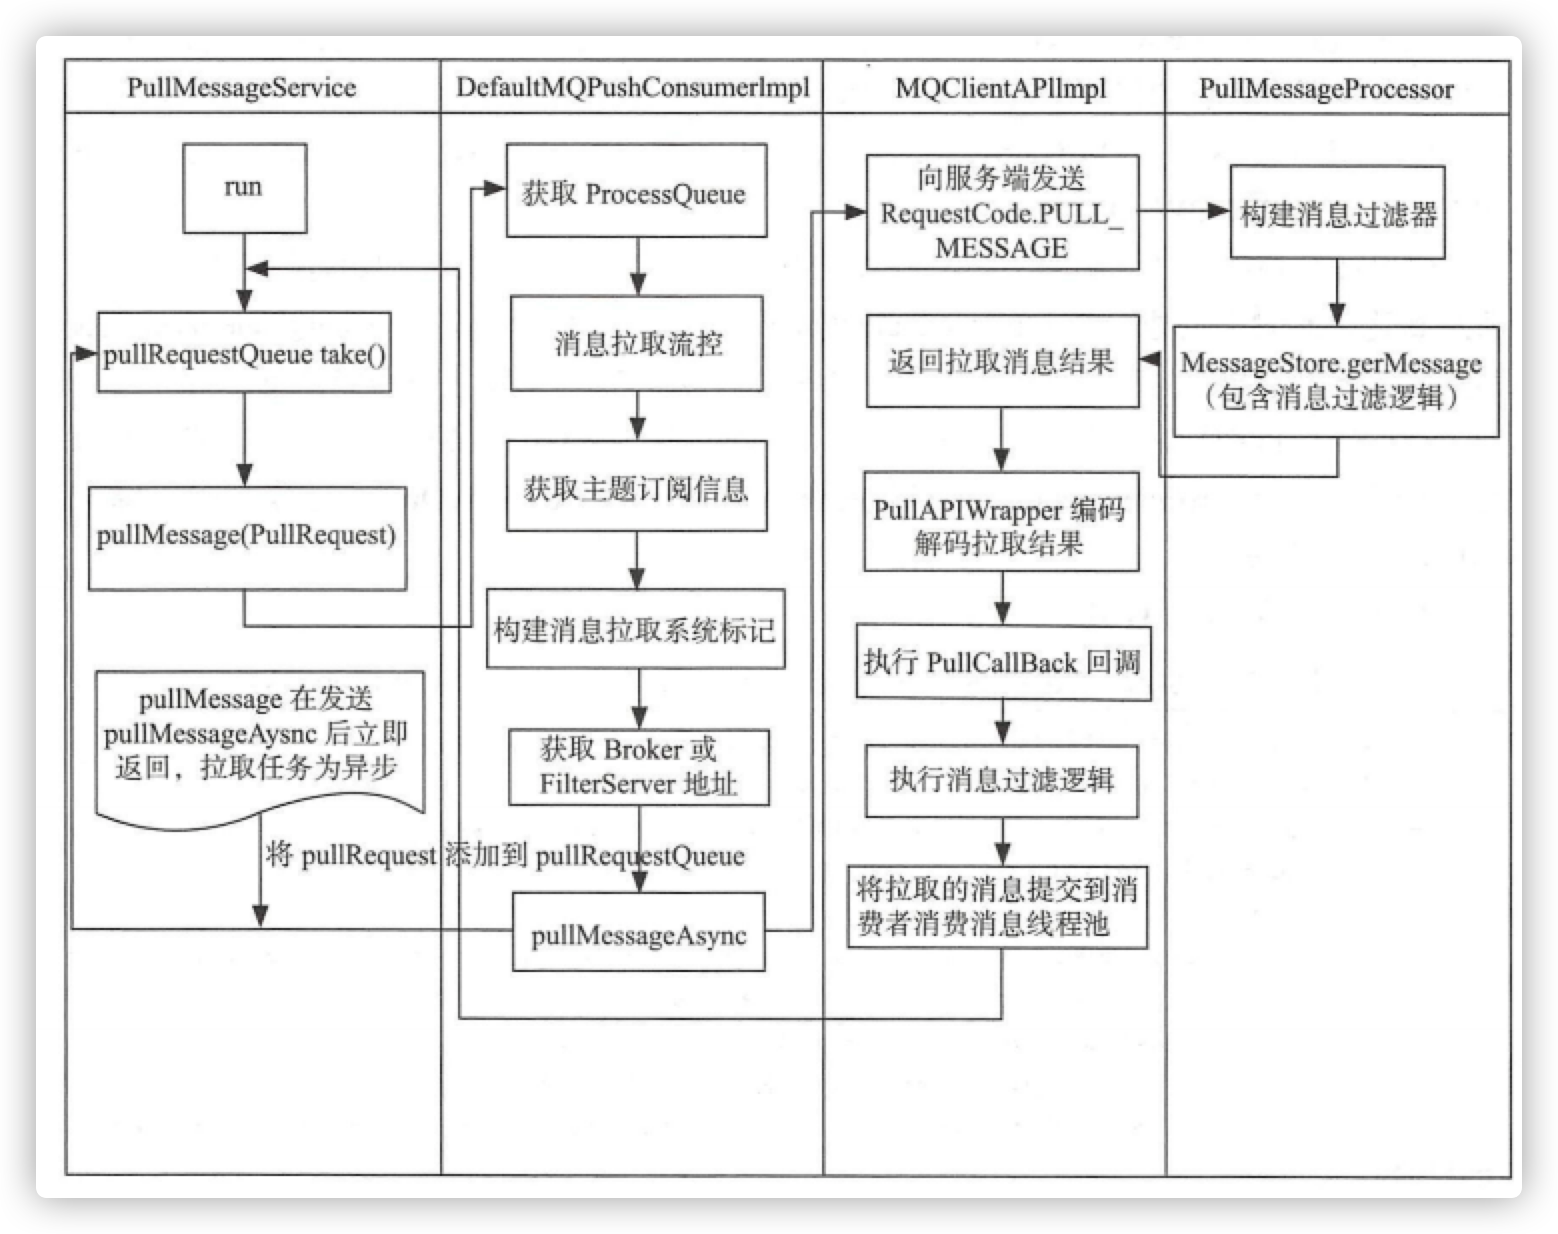 PullMessageService
DefaultMQPushConsumerImpl
MQClientAPIImpl
PullMessageProcessor
run
pullRequestQueue take()
pullMessage(PullRequest)
pullMessage 在发送
pullMessageAysnc 后立即
返回，拉取任务为异步
将 pullRequest 添加到 pullRequestQueue
获取 ProcessQueue
消息拉取流控
获取主题订阅信息
构建消息拉取系统标记
获取 Broker 或
FilterServer 地址
pullMessageAsync
向服务端发送
RequestCode.PULL_
MESSAGE
返回拉取消息结果
PullAPIWrapper 编码
解码拉取结果
执行 PullCallBack 回调
执行消息过滤逻辑
将拉取的消息提交到消
费者消费消息线程池
构建消息过滤器
MessageStore.gerMessage
（包含消息过滤逻辑）